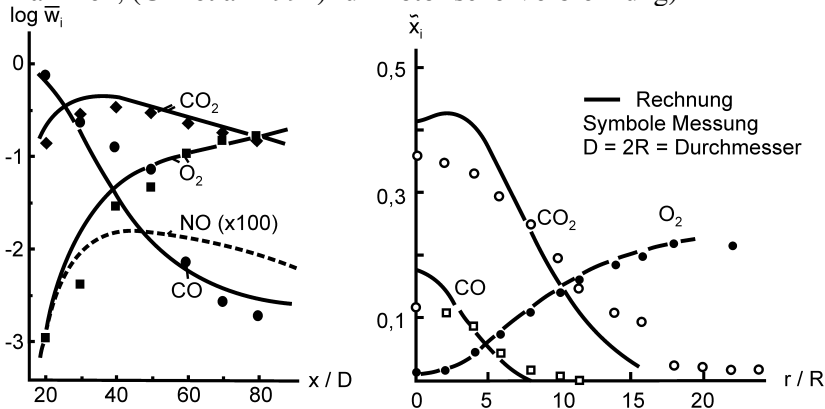 log w̅ᵢ
0
-1
-2
-3
20 40 60 80 x / D
CO₂
O₂
NO (x100)
CO
x̃ᵢ
0,5
0,3
0,1
0 5 10 15 20 r / R
Rechnung
Symbole Messung
D = 2R = Durchmesser
CO₂
O₂
CO